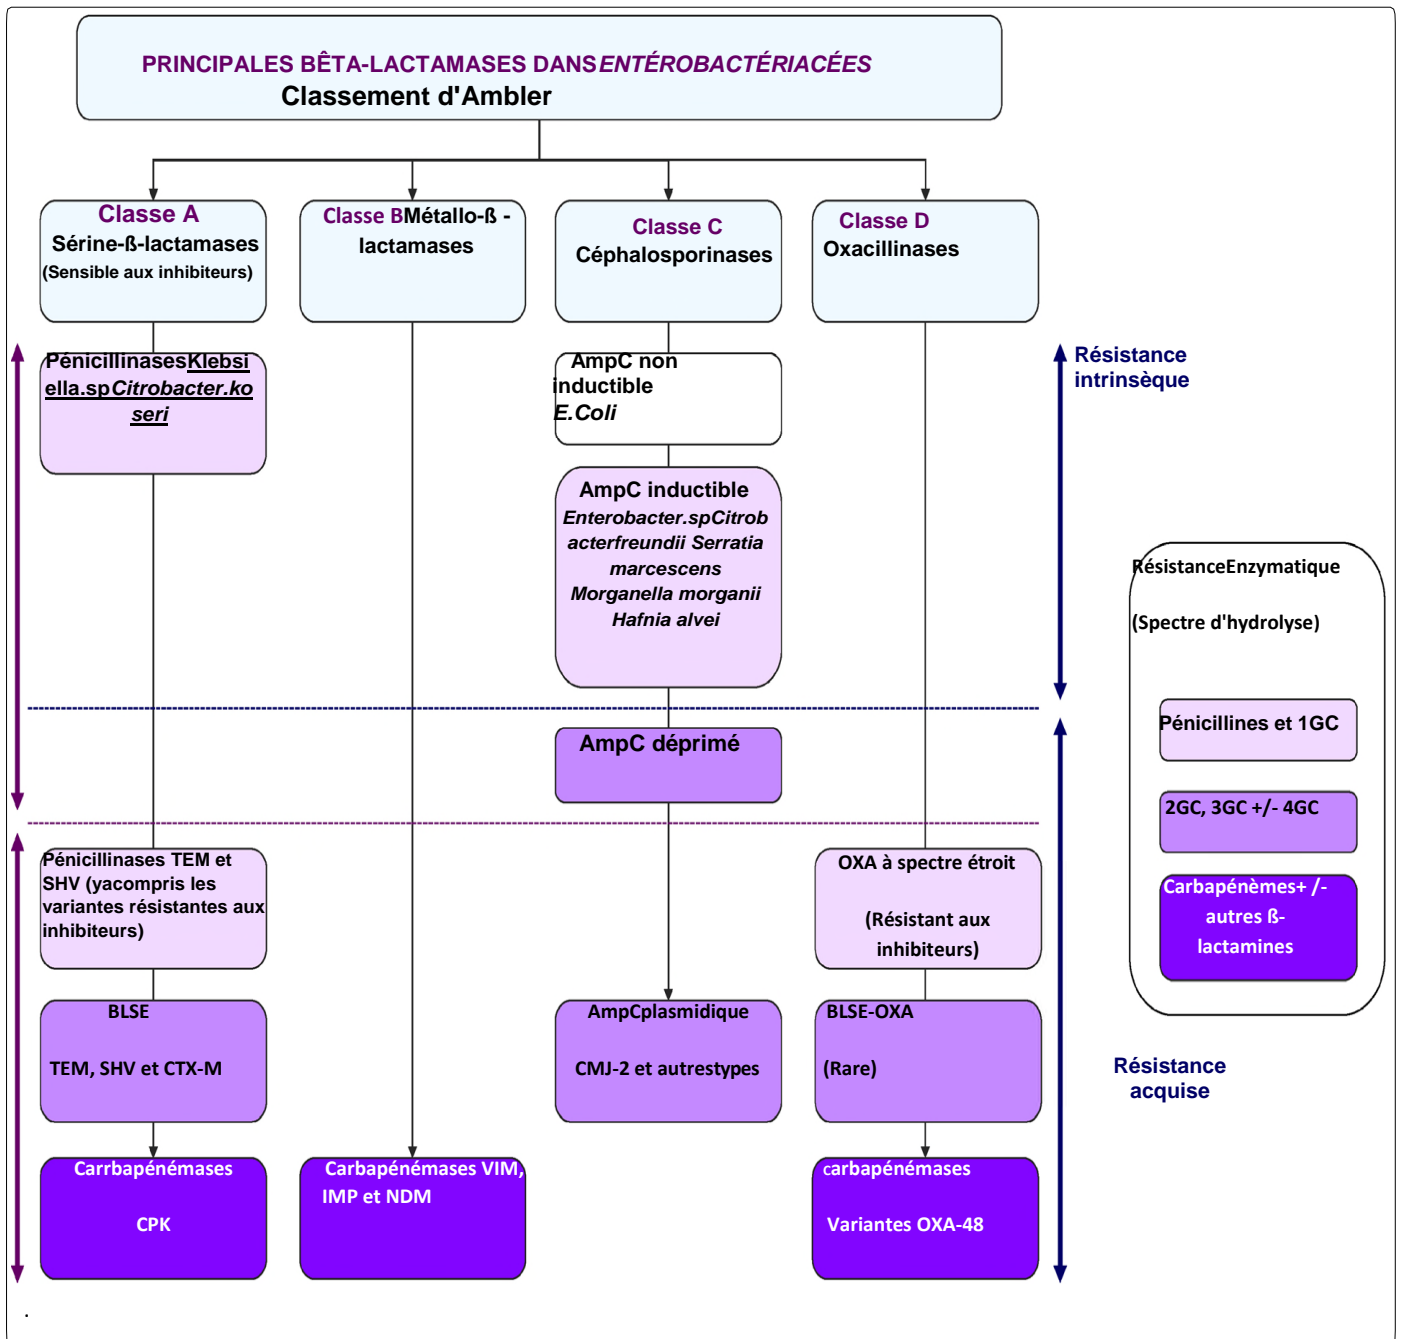 PRINCIPALES BÊTA-LACTAMASES DANSENTÉROBACTÉRIACÉES
Classement d'Ambler
Classe A
Sérine-ß-lactamases
(Sensible aux inhibiteurs)
Classe BMétallo-ß -
lactamases
Classe C
Céphalosporinases
Classe D
Oxacillinases
PénicillinasesKlebsi
ella.spCitrobacter.ko
seri
AmpC non
inductible
E.Coli
Résistance
intrinsèque
AmpC inductible
Enterobacter.spCitrob
acterfreundii Serratia
marcescens
Morganella morganii
Hafnia alvei
RésistanceEnzymatique
(Spectre d'hydrolyse)
Pénicillines et 1GC
2GC, 3GC +/- 4GC
Carbapénèmes+ /-
autres ß-
lactamines
AmpC déprimé
Pénicillinases TEM et
SHV (yacompris les
variantes résistantes aux
inhibiteurs)
OXA à spectre étroit
(Résistant aux
inhibiteurs)
BLSE
TEM, SHV et CTX-M
AmpCplasmidique
CMJ-2 et autrestypes
BLSE-OXA
(Rare)
Résistance
acquise
Carrbapénémases
CPK
Carbapénémases VIM,
IMP et NDM
carbapénémases
Variantes OXA-48
.